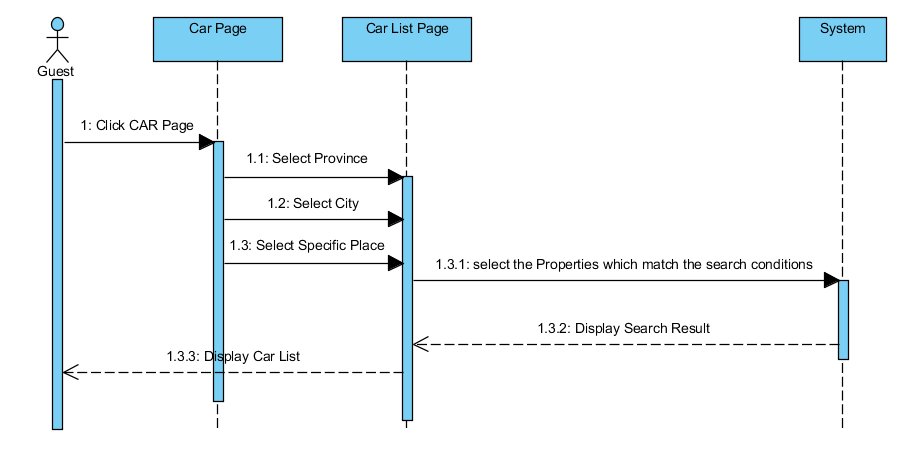 Car Page
Car List Page
System
Guest
1: Click CAR Page
1.1: Select Province
1.2: Select City
1.3: Select Specific Place
1.3.1: select the Properties which match the search conditions
1.3.2: Display Search Result
1.3.3: Display Car List